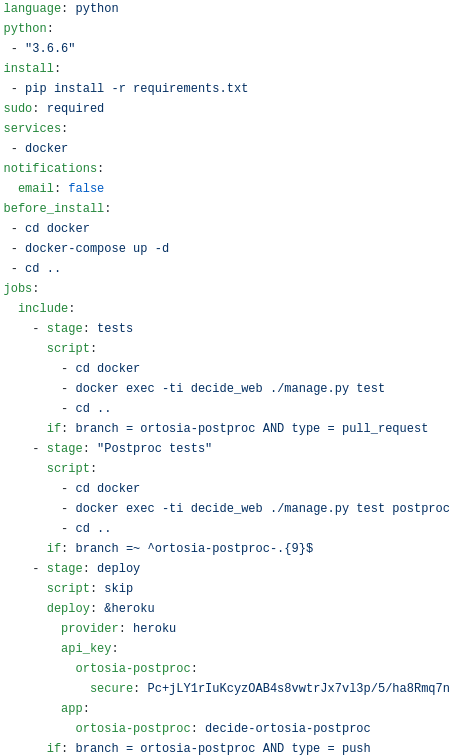 language: python
python:
 - "3.6.6"
install:
 - pip install -r requirements.txt
sudo: required
services:
 - docker
notifications:
  email: false
before_install:
 - cd docker
 - docker-compose up -d
 - cd ..
jobs:
  include:
    - stage: tests
      script:
        - cd docker
        - docker exec -ti decide_web ./manage.py test
        - cd ..
      if: branch = ortosia-postproc AND type = pull_request
    - stage: "Postproc tests"
      script:
        - cd docker
        - docker exec -ti decide_web ./manage.py test postproc
        - cd ..
      if: branch =~ ^ortosia-postproc-.{9}$
    - stage: deploy
      script: skip
      deploy: &heroku
        provider: heroku
        api_key:
          ortosia-postproc:
            secure: Pc+jLY1rIuKcyzOAB4s8vwtrJx7vl3p/5/ha8Rmq7n
        app:
          ortosia-postproc: decide-ortosia-postproc
      if: branch = ortosia-postproc AND type = push